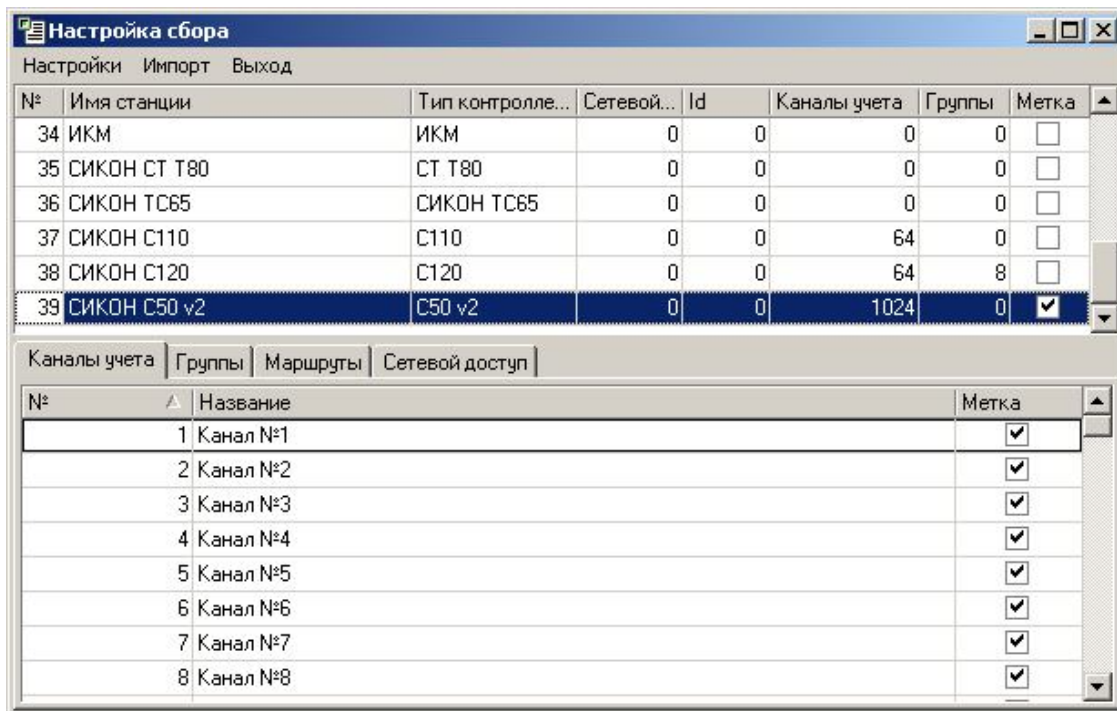 Настройка сбора
Настройки Импорт Выход
№ Имя станции Тип контролле... Сетевой... Id Каналы учета Группы Метка
34 ИКМ ИКМ 0 0 0 0
35 СИКОН СТ Т80 СТ Т80 0 0 0 0
36 СИКОН ТС65 СИКОН ТС65 0 0 0 0
37 СИКОН С110 С110 0 0 64 0
38 СИКОН С120 С120 0 0 64 8
39 СИКОН С50 v2 С50 v2 0 0 1024 0
Каналы учета Группы Маршруты Сетевой доступ
№ Название Метка
1 Канал №1
2 Канал №2
3 Канал №3
4 Канал №4
5 Канал №5
6 Канал №6
7 Канал №7
8 Канал №8